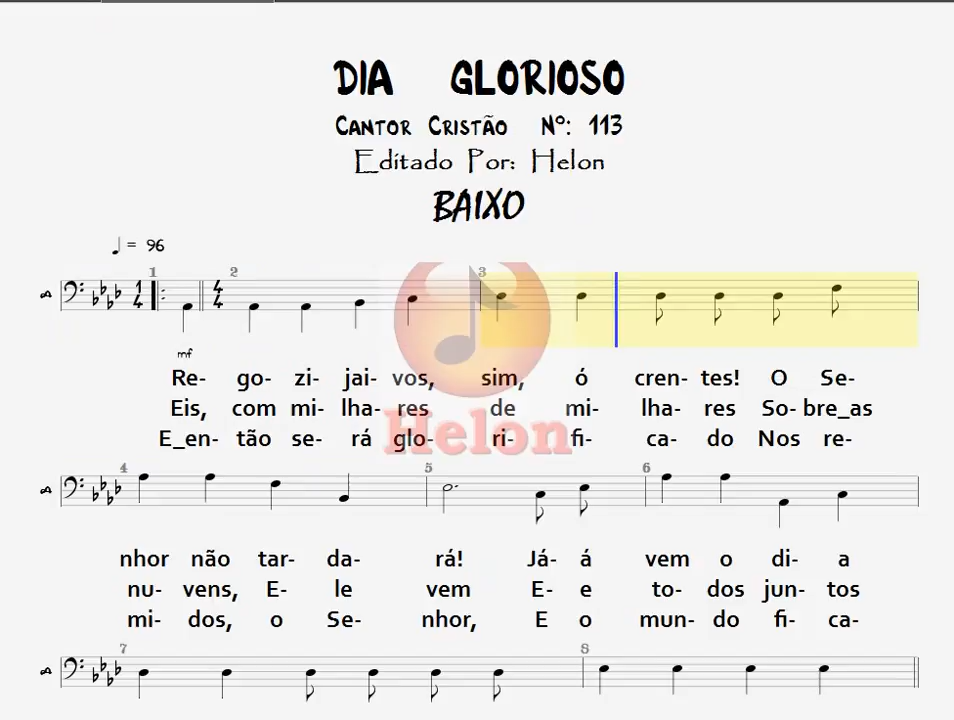 DIA GLORIOSO
Cantor Cristão Nº: 113
Editado Por: Helon
BAIXO
♩ = 96
1 2 3
1 4 4 4
mf
Re- go- zi- jai- vos, sim, ó cren- tes! O Se-
Eis, com mi- lha- res de mi- lha- res So- bre_as
E_en- tão se- rá glo- ri- fi- ca- do Nos re-
Helon
4 5 6
nhor não tar- da- rá! Já- á vem o di- a
nu- vens, E- le vem E- e to- dos jun- tos
mi- dos, o Se- nhor, E o mun- do fi- ca-
7 8